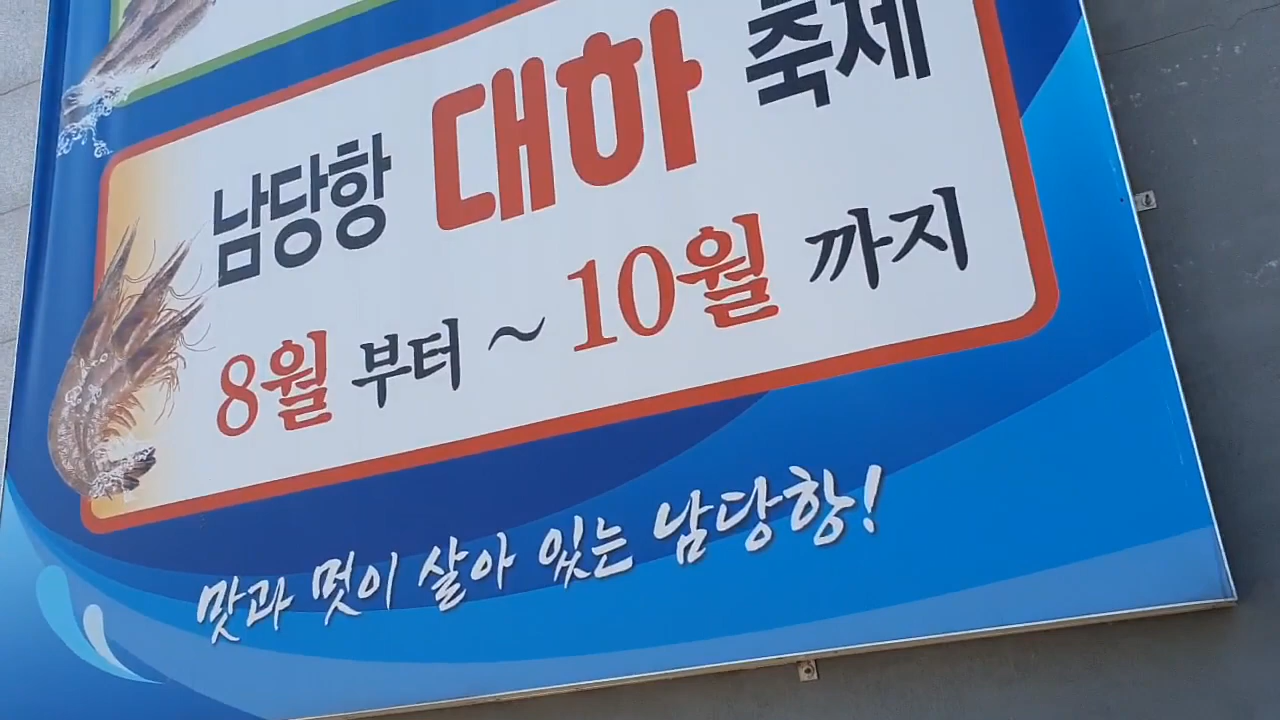 남당항 대하 축제
8월 부터 ~ 10월 까지
맛과 멋이 살아 있는 남당항!